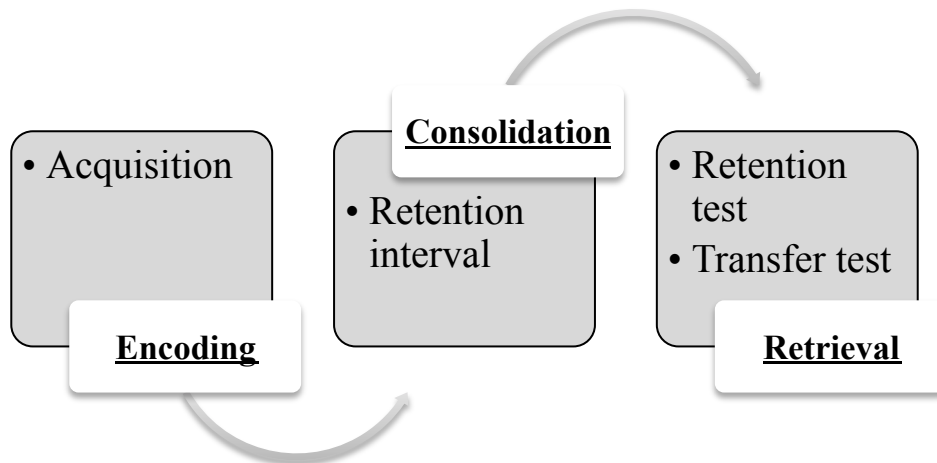 • Acquisition
Encoding
Consolidation
• Retention
interval
• Retention
test
• Transfer test
Retrieval